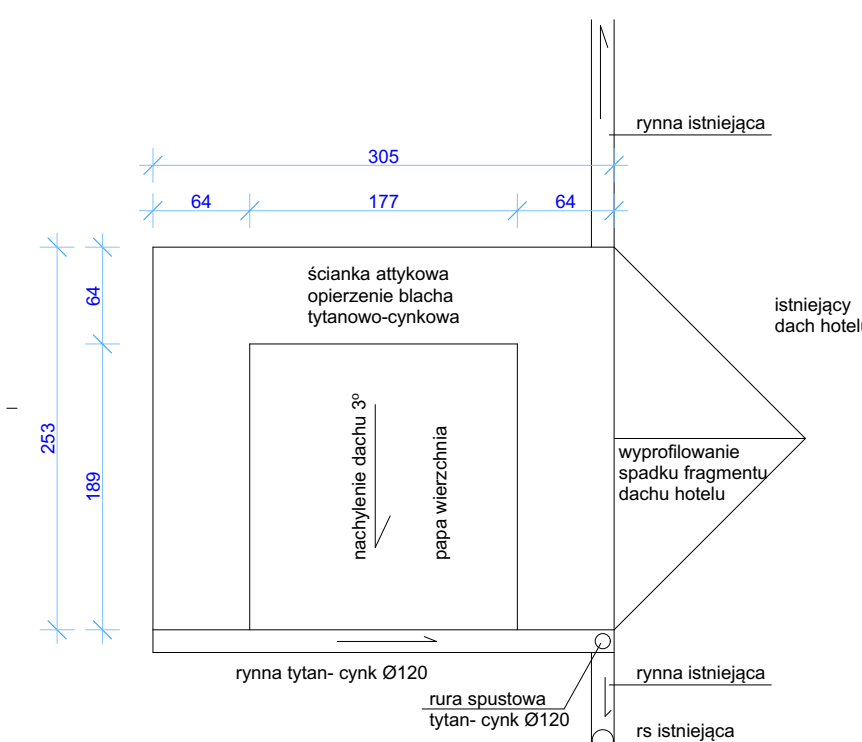 rynna istniejąca
305
64
177
64
ścianka attykowa
opierzenie blacha
tytanowo-cynkowa
istniejący
dach hotelu
64
253
189
nachylenie dachu 3º
papa wierzchnia
wyprofilowanie
spadku fragmentu
dachu hotelu
rynna tytan- cynk Ø120
rura spustowa
tytan- cynk Ø120
rynna istniejąca
rs istniejąca